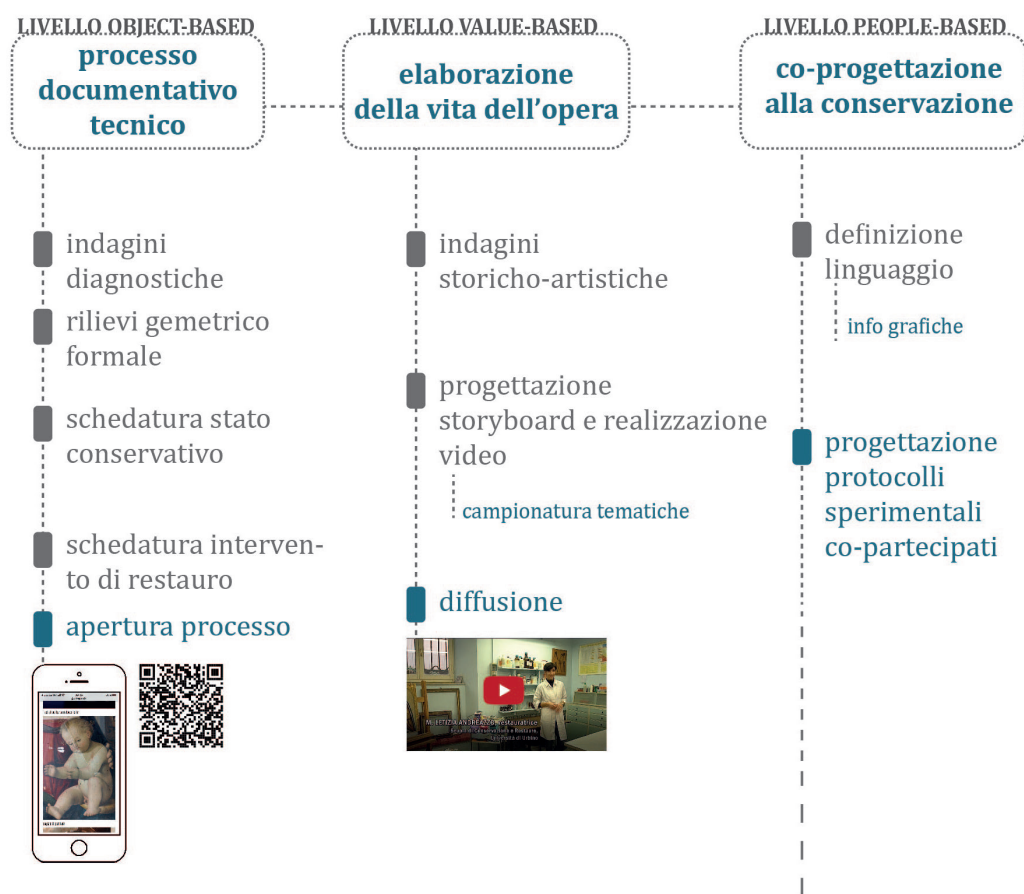 LIVELLO OBJECT-BASED
processo
documentativo
tecnico
indagini
diagnostiche
rilievi gemetrico
formale
schedatura stato
conservativo
schedatura interven-
to di restauro
apertura processo
LIVELLO VALUE-BASED
elaborazione
della vita dell'opera
indagini
storicho-artistiche
progettazione
storyboard e realizzazione
video
campionatura tematiche
diffusione
LIVELLO PEOPLE-BASED
co-progettazione
alla conservazione
definizione
linguaggio
info grafiche
progettazione
protocolli
sperimentali
co-partecipati